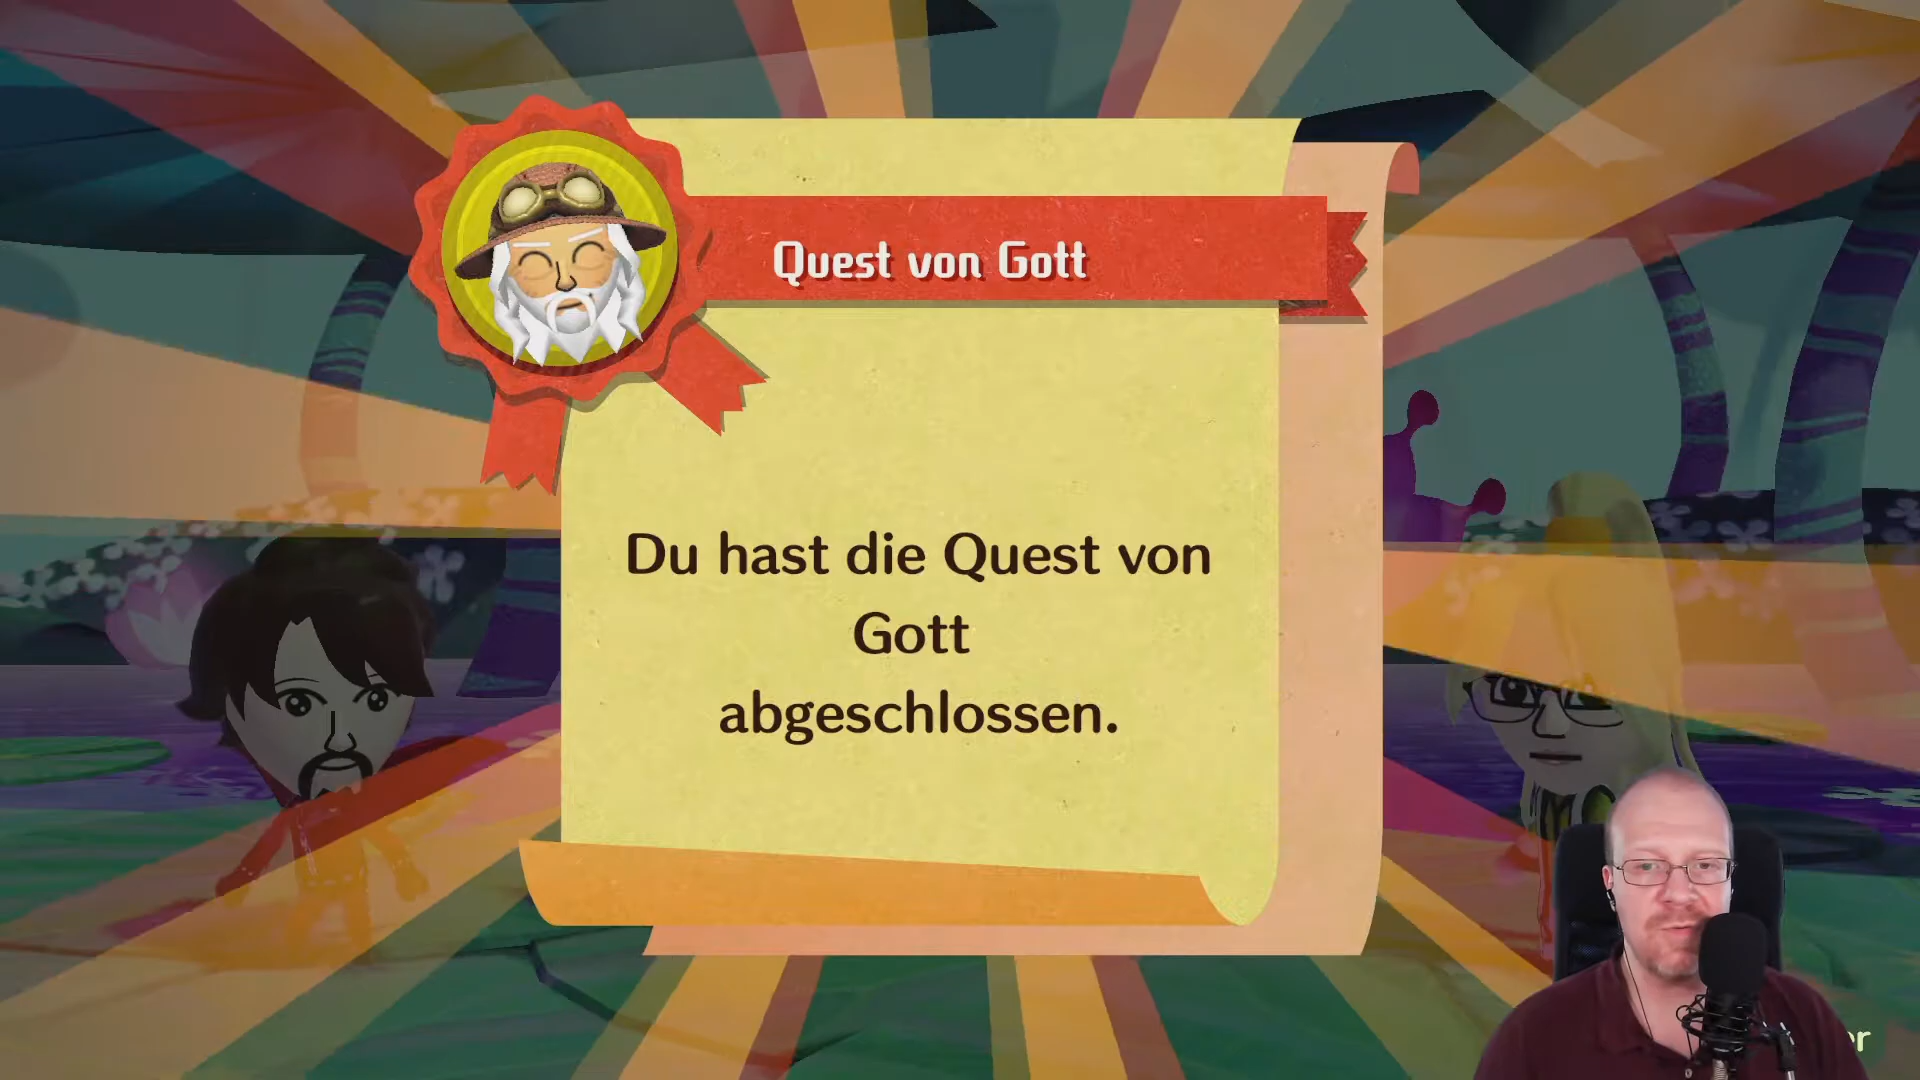 Quest von Gott
Du hast die Quest von
Gott
abgeschlossen.